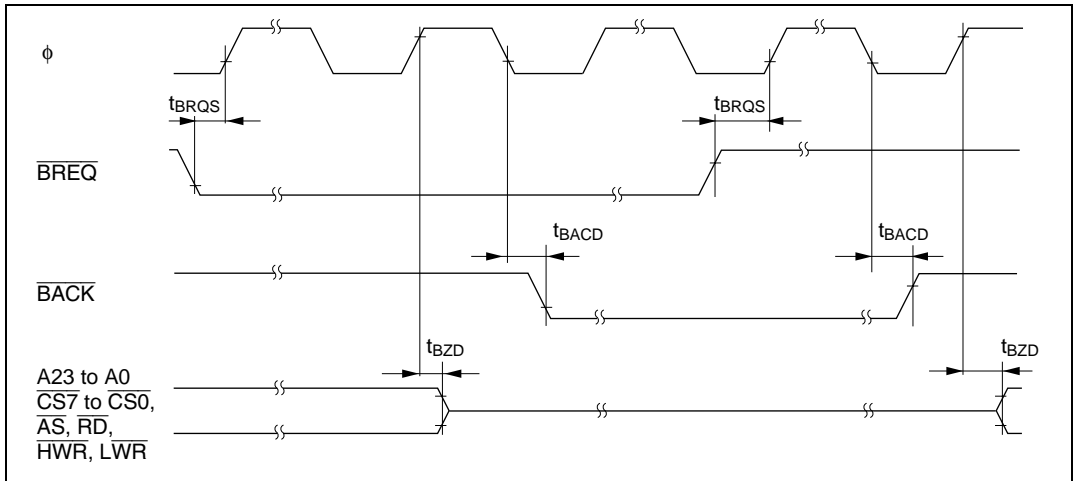 ϕ
tBRQS tBRQS
BREQ
tBACD tBACD
BACK
tBZD tBZD
A23 to A0
CS7 to CS0,
AS, RD,
HWR, LWR